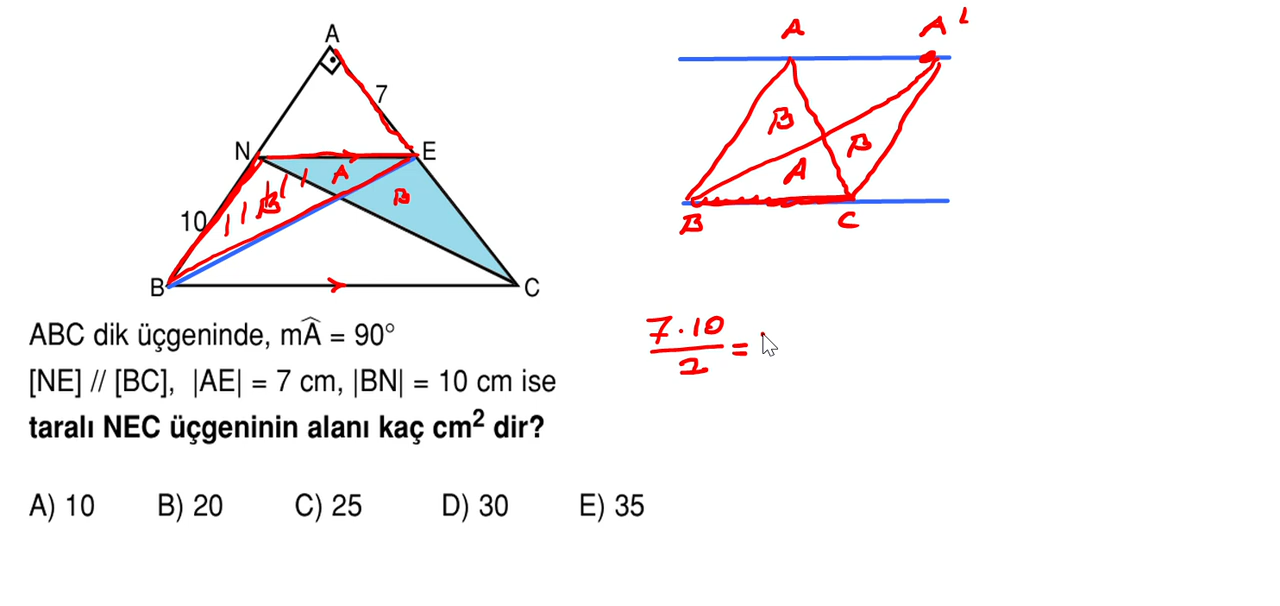 A
7
N
E
A
B
B
10
B
C
A
A'
B
B
A
B
C
ABC dik üçgeninde, mÂ = 90°
[NE] // [BC], |AE| = 7 cm, |BN| = 10 cm ise
taralı NEC üçgeninin alanı kaç cm² dir?
7.10
2
=
A) 10 B) 20 C) 25 D) 30 E) 35